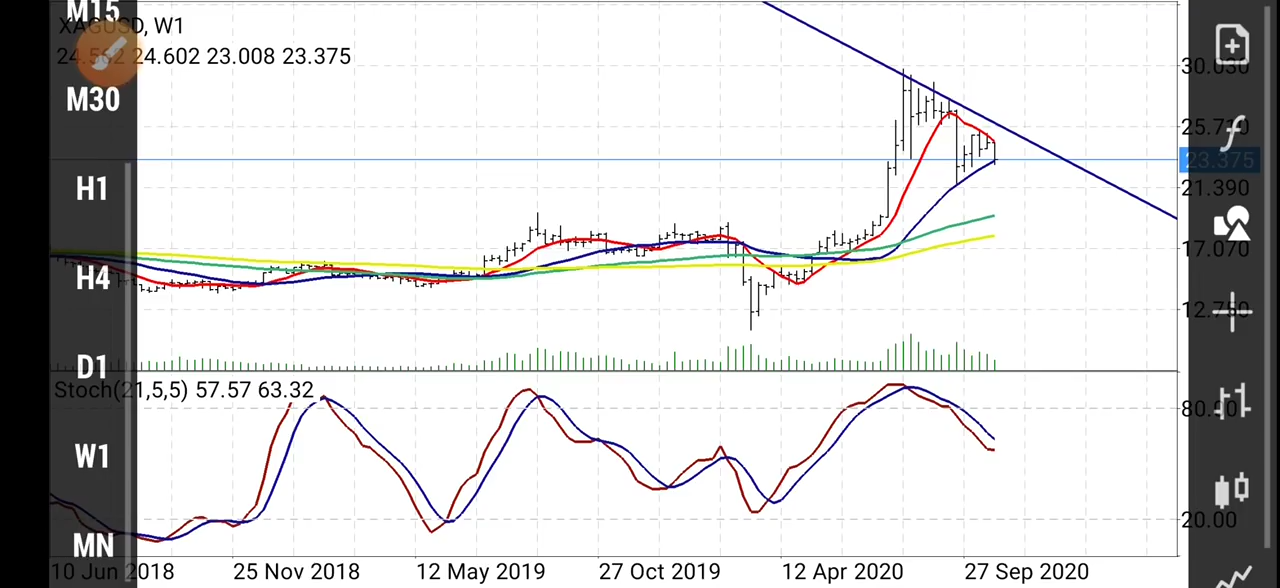 M15
XAGUSD, W1
24.562 24.602 23.008 23.375
M30
H1
H4
D1
W1
MN
30.030
25.710
23.375
21.390
17.070
12.750
Stoch(21,5,5) 57.57 63.32
80.00
20.00
10 Jun 2018
25 Nov 2018
12 May 2019
27 Oct 2019
12 Apr 2020
27 Sep 2020